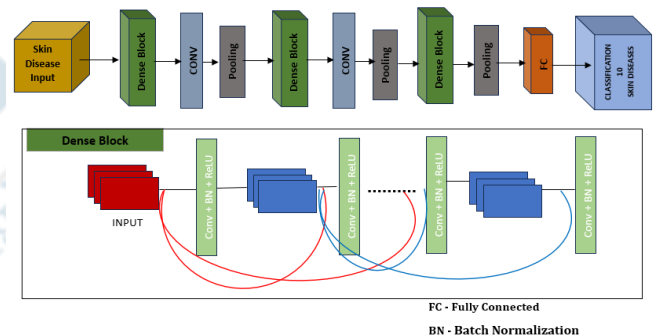 Skin
Disease
Input
Dense Block
CONV
Pooling
Dense Block
CONV
Pooling
Dense Block
Pooling
FC
CLASSIFICATION
10
SKIN DISEASES
Dense Block
INPUT
Conv + BN + ReLU
Conv + BN + ReLU
Conv + BN + ReLU
Conv + BN + ReLU
FC - Fully Connected
BN - Batch Normalization